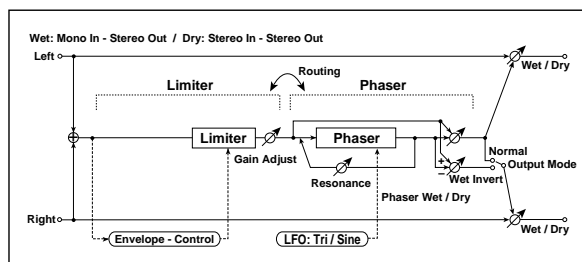 Wet: Mono In - Stereo Out / Dry: Stereo In - Stereo Out
Left
Wet / Dry
Routing
Limiter
Phaser
Limiter
Phaser
Gain Adjust
Resonance
+
−
Normal
Output Mode
Wet Invert
Phaser Wet / Dry
Right
Wet / Dry
Envelope - Control
LFO: Tri / Sine